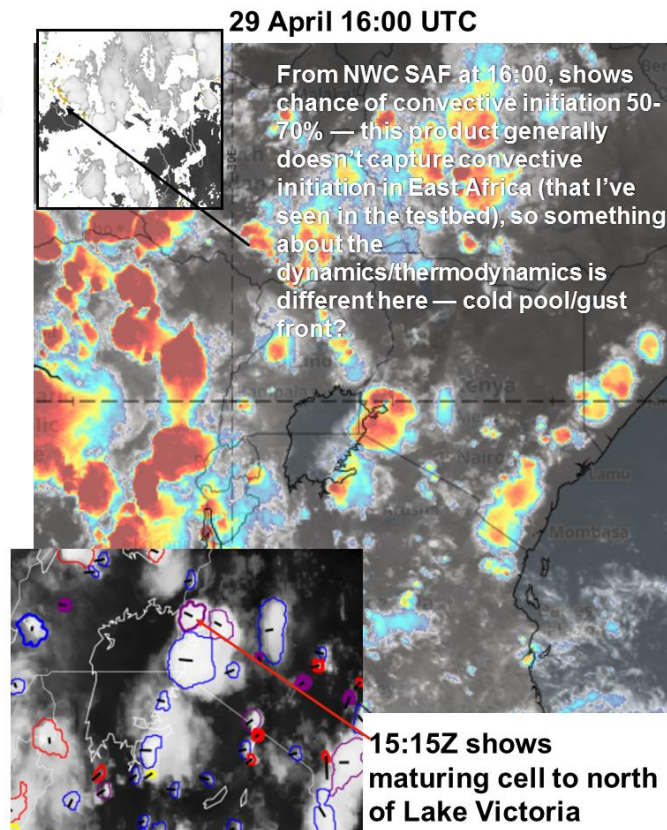 29 April 16:00 UTC
From NWC SAF at 16:00, shows
chance of convective initiation 50-
70% — this product generally
doesn't capture convective
initiation in East Africa (that I've
seen in the testbed), so something
about the
dynamics/thermodynamics is
different here — cold pool/gust
front?
30E
Kenya
Nairo
Lamu
Arusha
Mombasa
15:15Z shows
maturing cell to north
of Lake Victoria